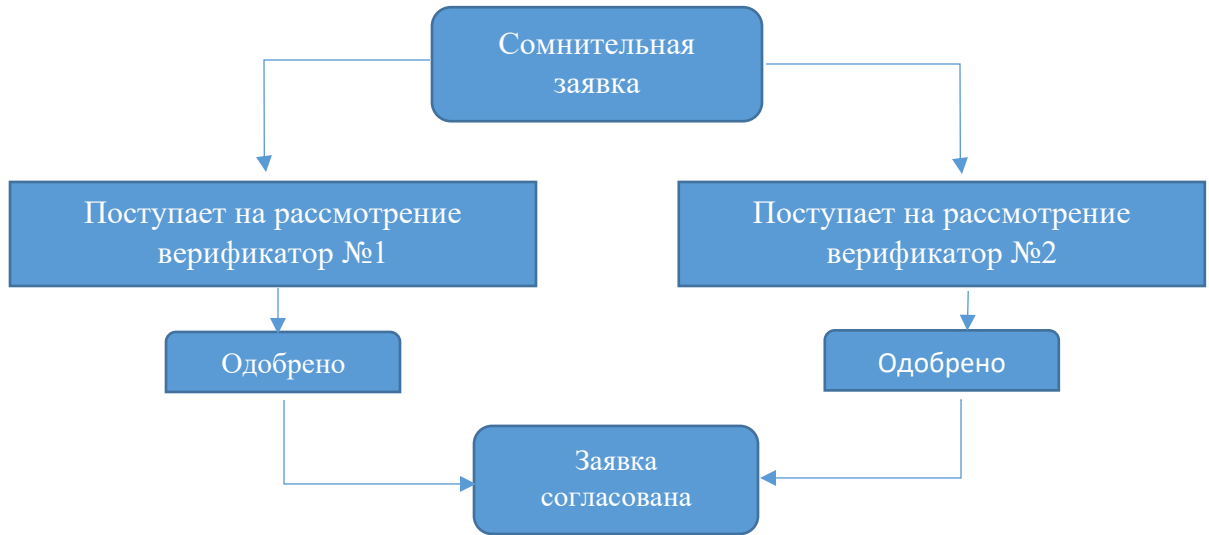 Сомнительная
заявка
Поступает на рассмотрение
верификатор №1
Поступает на рассмотрение
верификатор №2
Одобрено
Одобрено
Заявка
согласована